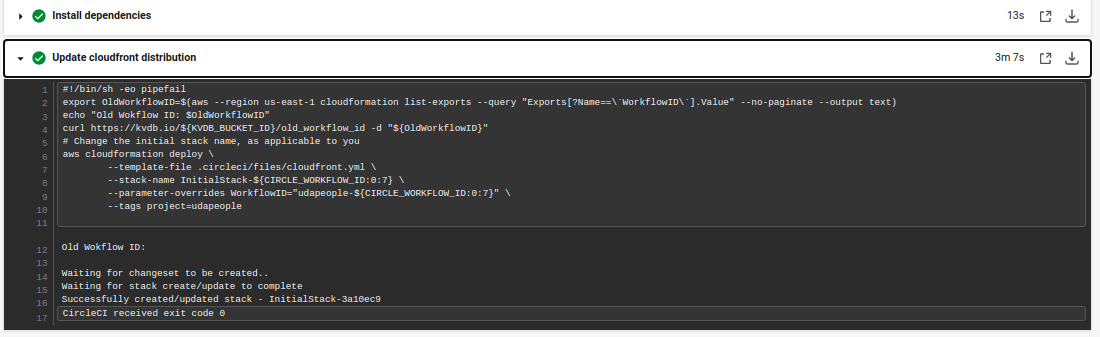 Install dependencies 13s
Update cloudfront distribution 3m 7s
1 #!/bin/sh -eo pipefail
2 export OldWorkflowID=$(aws --region us-east-1 cloudformation list-exports --query "Exports[?Name==\`WorkflowID\`].Value" --no-paginate --output text)
3 echo "Old Wokflow ID: $OldWorkflowID"
4 curl https://kvdb.io/${KVDB_BUCKET_ID}/old_workflow_id -d "${OldWorkflowID}"
5 # Change the initial stack name, as applicable to you
6 aws cloudformation deploy \
7 --template-file .circleci/files/cloudfront.yml \
8 --stack-name InitialStack-${CIRCLE_WORKFLOW_ID:0:7} \
9 --parameter-overrides WorkflowID="udapeople-${CIRCLE_WORKFLOW_ID:0:7}" \
10 --tags project=udapeople
11
12 Old Wokflow ID:
13
14 Waiting for changeset to be created..
15 Waiting for stack create/update to complete
16 Successfully created/updated stack - InitialStack-3a10ec9
17 CircleCI received exit code 0